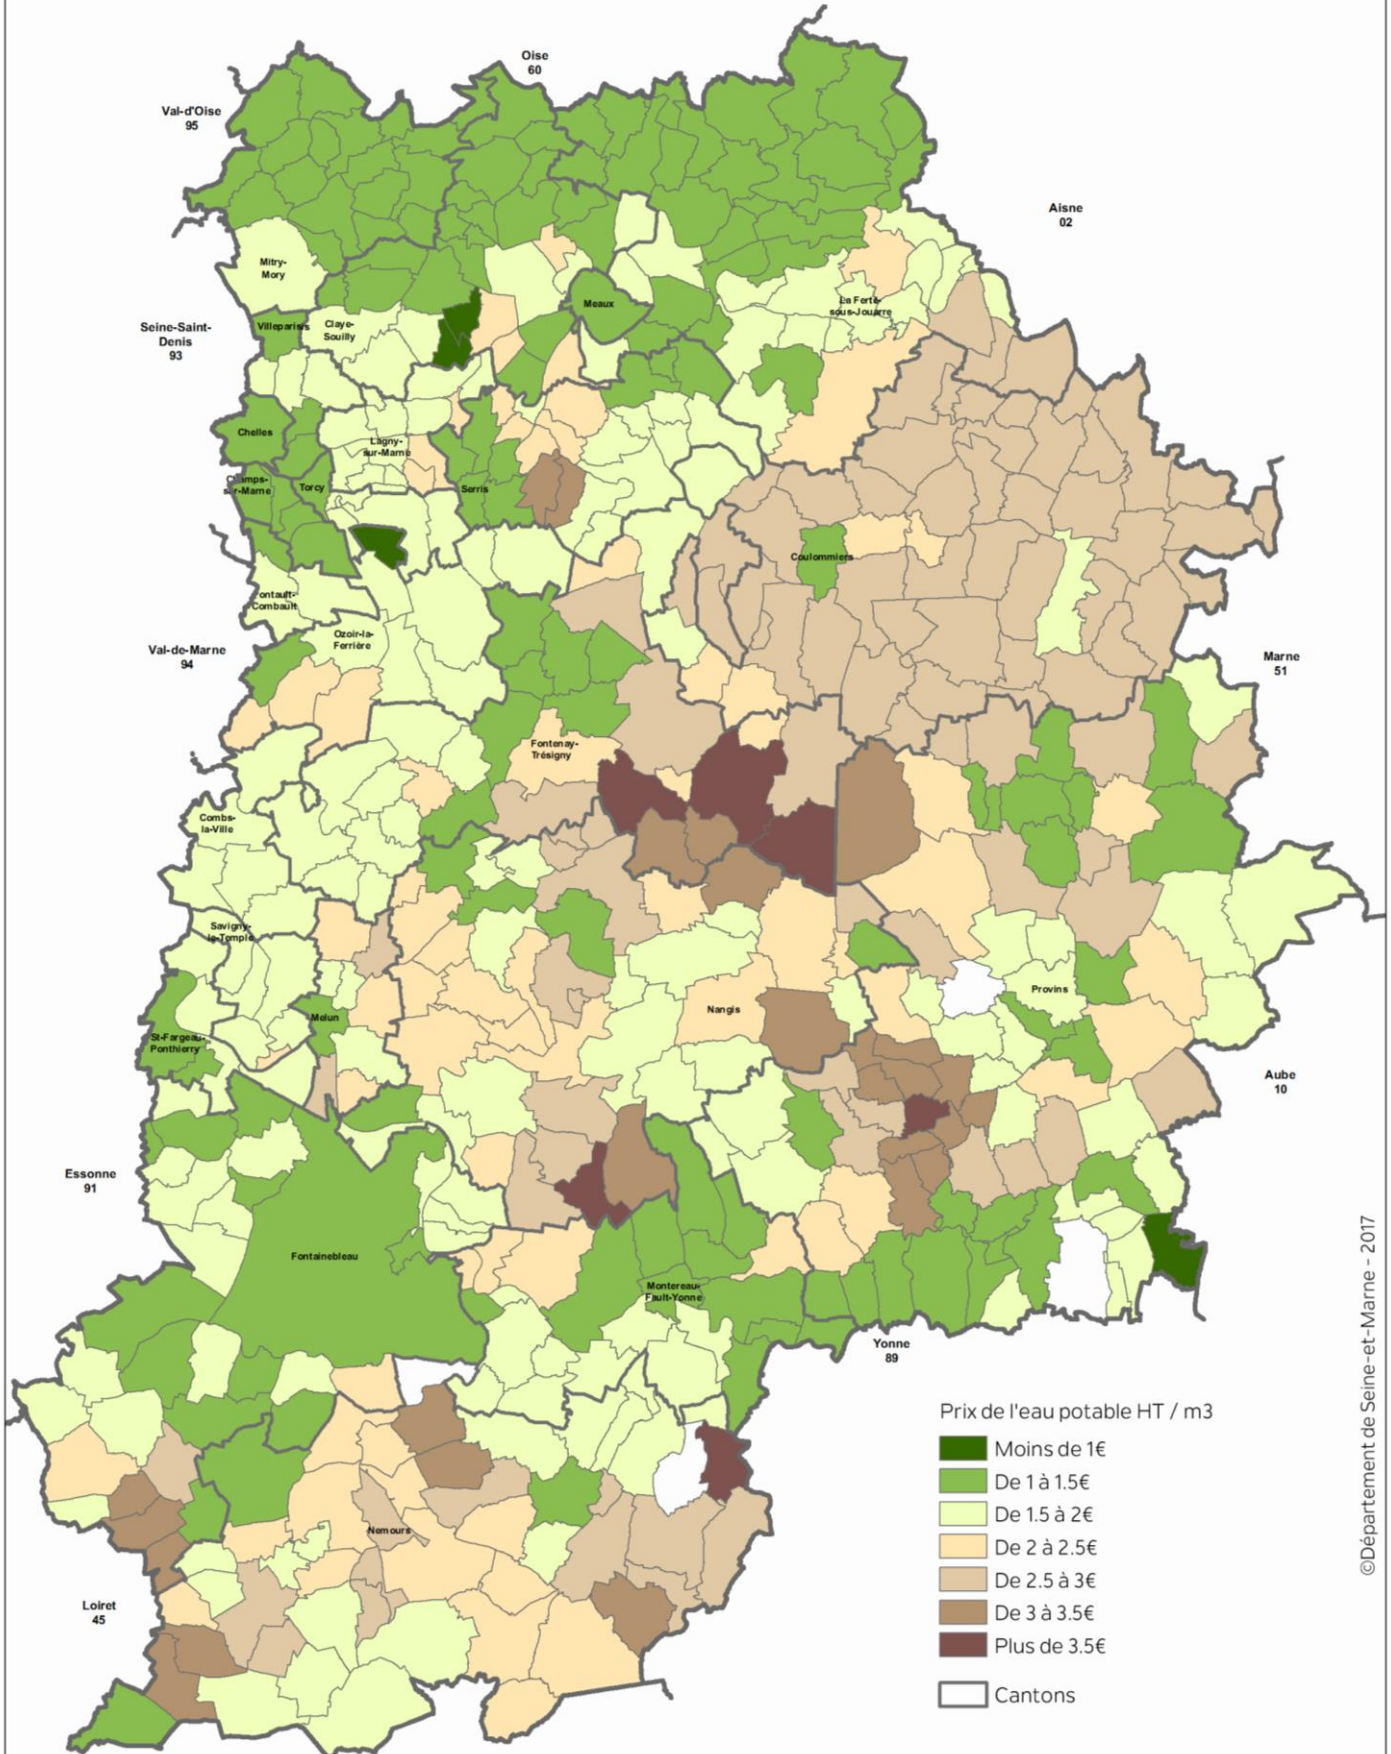 Oise
60
Val-d'Oise
95
Aisne
02
Mitry-
Mory
Meaux
La Ferté-
sous-Jouarre
Villeparisis
Claye-
Souilly
Seine-Saint-
Denis
93
Chelles
Lagny-
sur-Marne
Champs-
sur-Marne
Torcy
Serris
Coulommiers
Pontault-
Combault
Ozoir-la-
Ferrière
Val-de-Marne
94
Marne
51
Fontenay-
Trésigny
Combs-
la-Ville
Savigny-
le-Temple
Provins
Nangis
Melun
St-Fargeau-
Ponthierry
Aube
10
Essonne
91
Fontainebleau
Montereau-
Fault-Yonne
Yonne
89
Nemours
Loiret
45
Prix de l'eau potable HT / m3
Moins de 1€
De 1 à 1.5€
De 1.5 à 2€
De 2 à 2.5€
De 2.5 à 3€
De 3 à 3.5€
Plus de 3.5€
Cantons
©Département de Seine-et-Marne - 2017